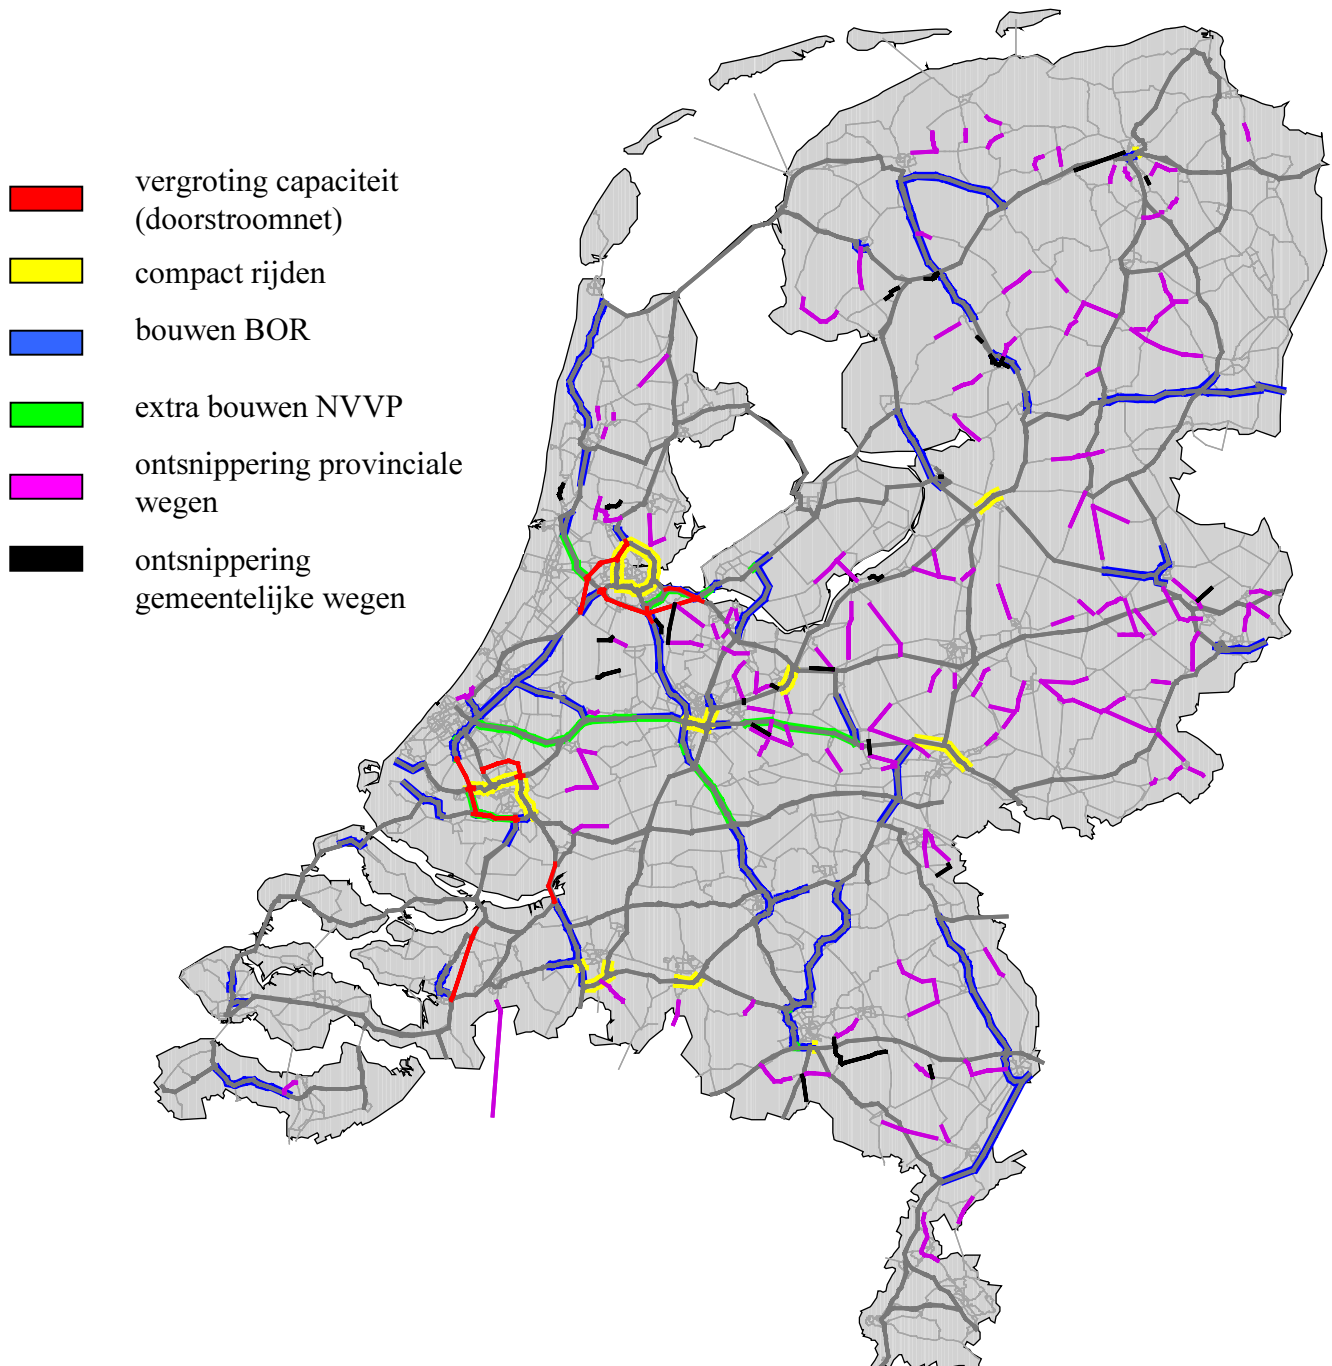 vergroting capaciteit
(doorstroomnet)
compact rijden
bouwen BOR
extra bouwen NVVP
ontsnippering provinciale
wegen
ontsnippering
gemeentelijke wegen